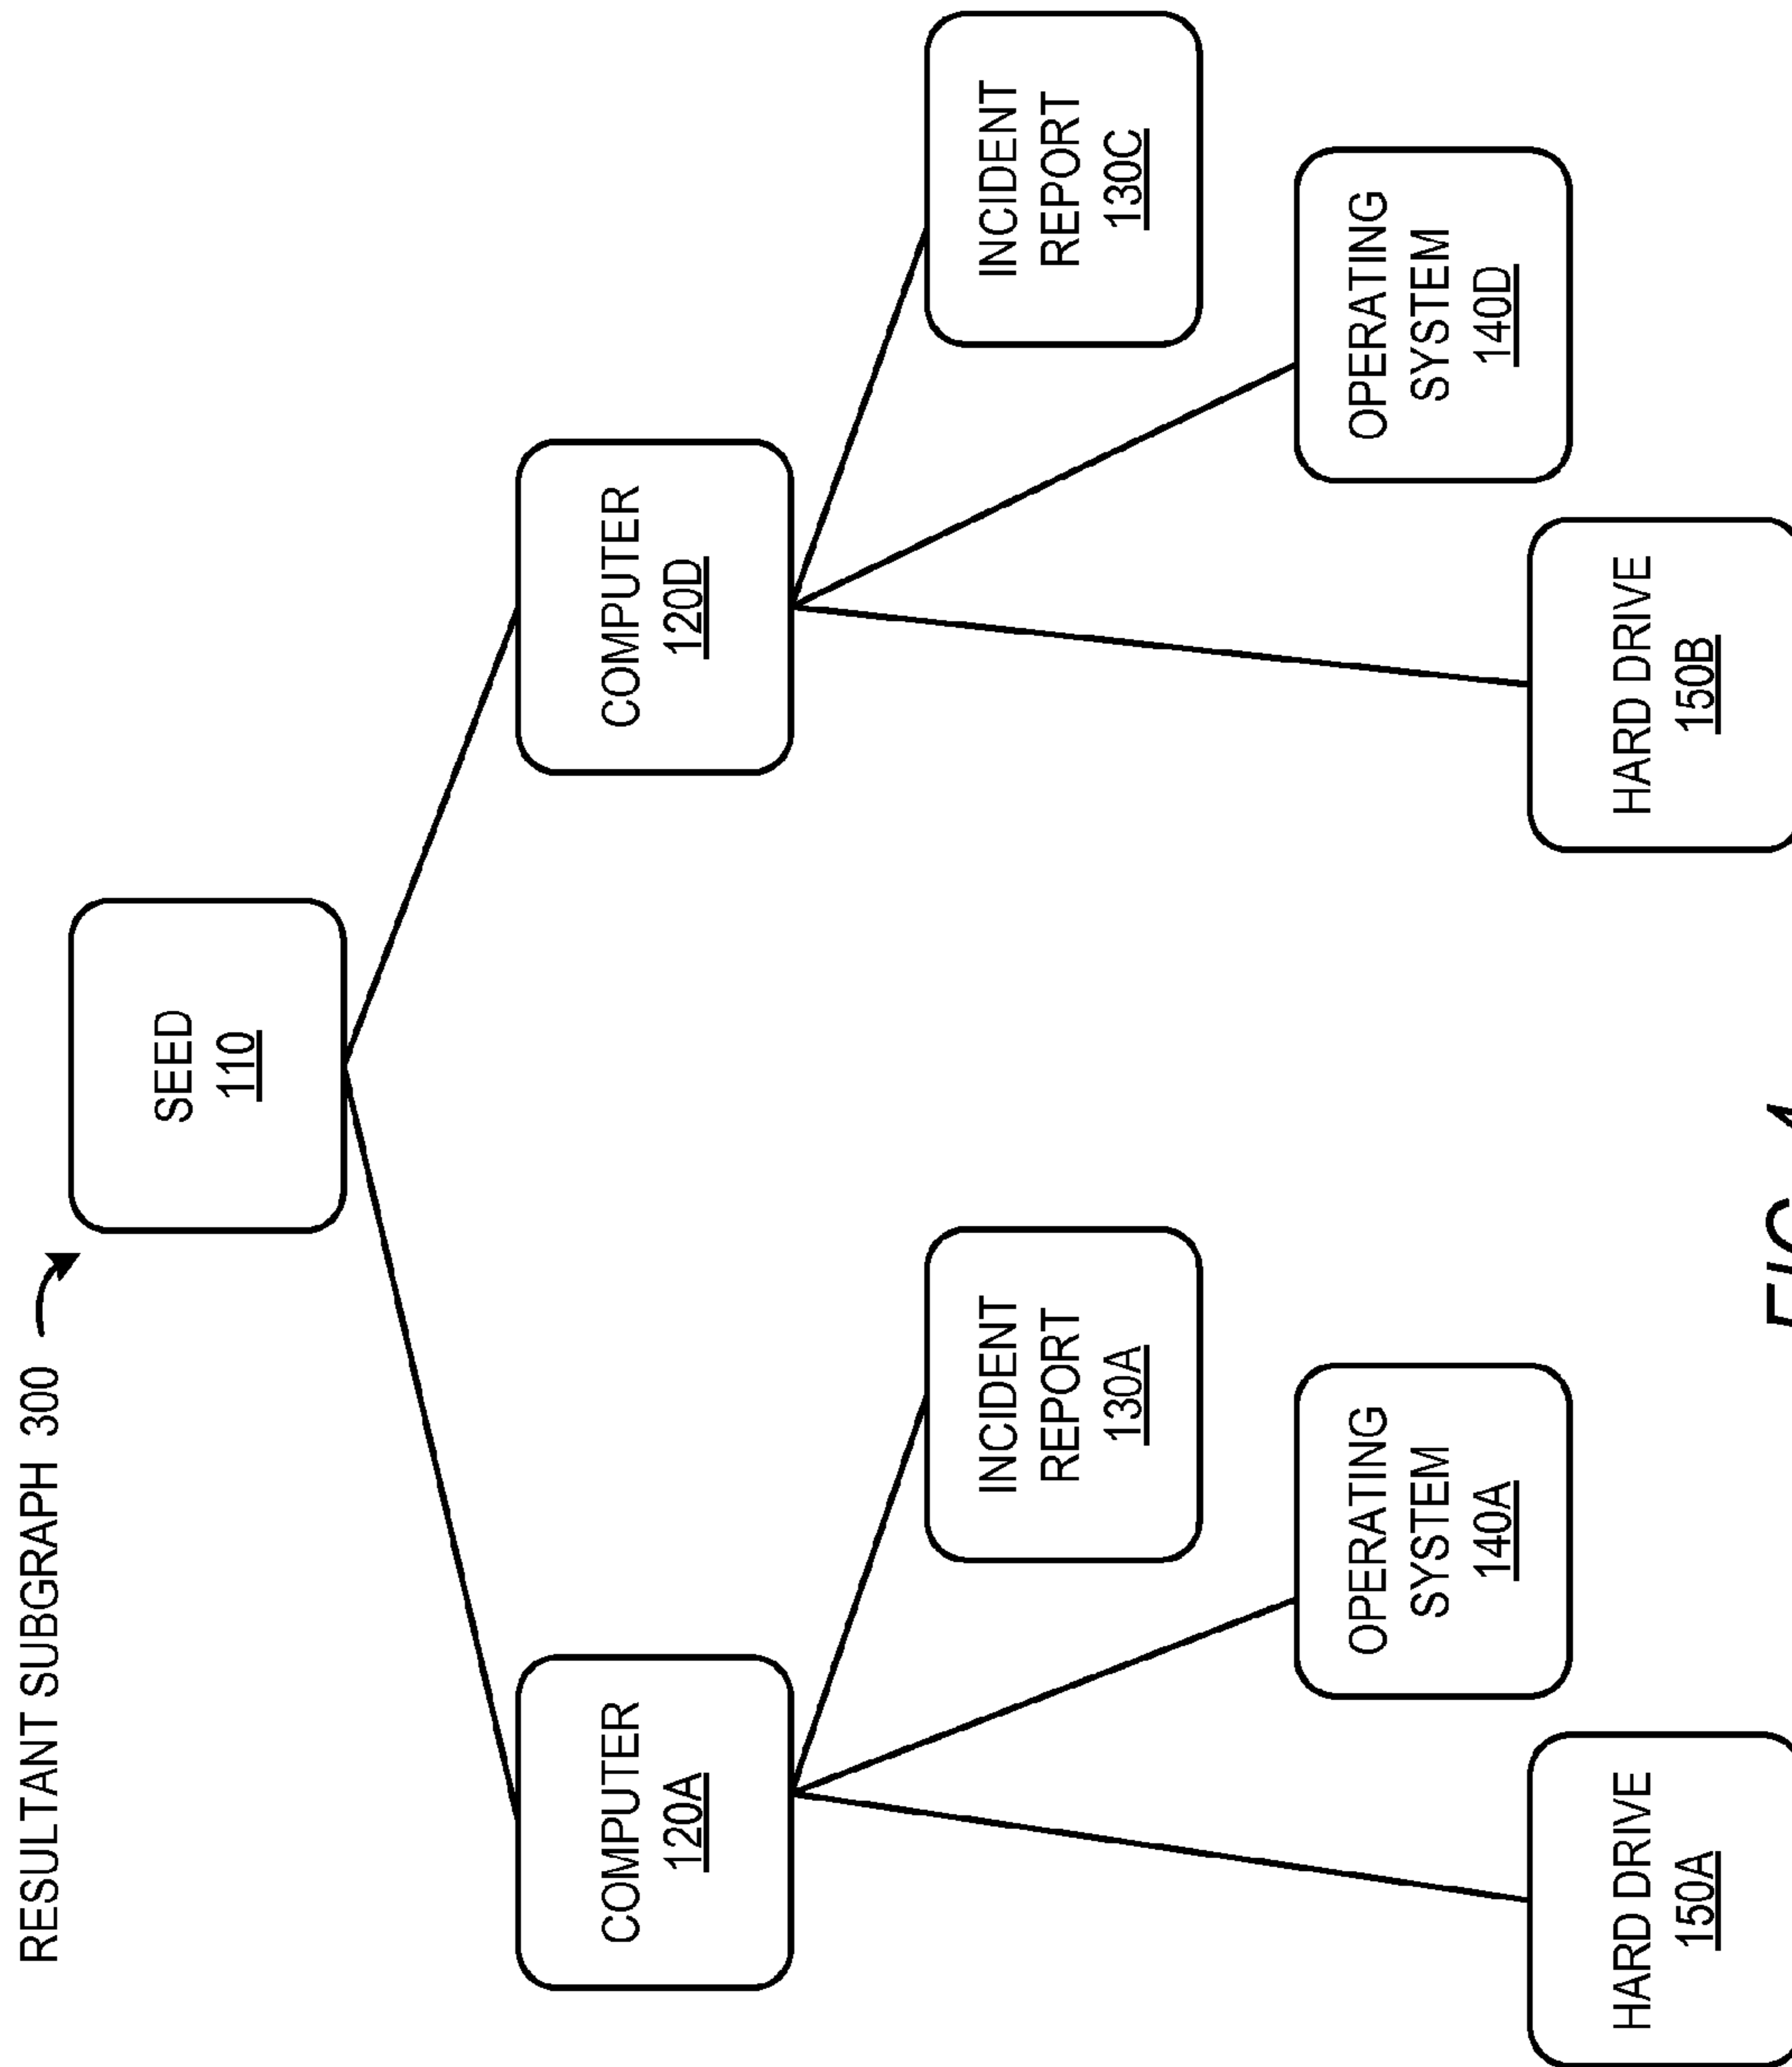 RESULTANT SUBGRAPH 300
SEED
110
COMPUTER
120A
COMPUTER
120D
INCIDENT
REPORT
130A
INCIDENT
REPORT
130C
OPERATING
SYSTEM
140A
OPERATING
SYSTEM
140D
HARD DRIVE
150A
HARD DRIVE
150B